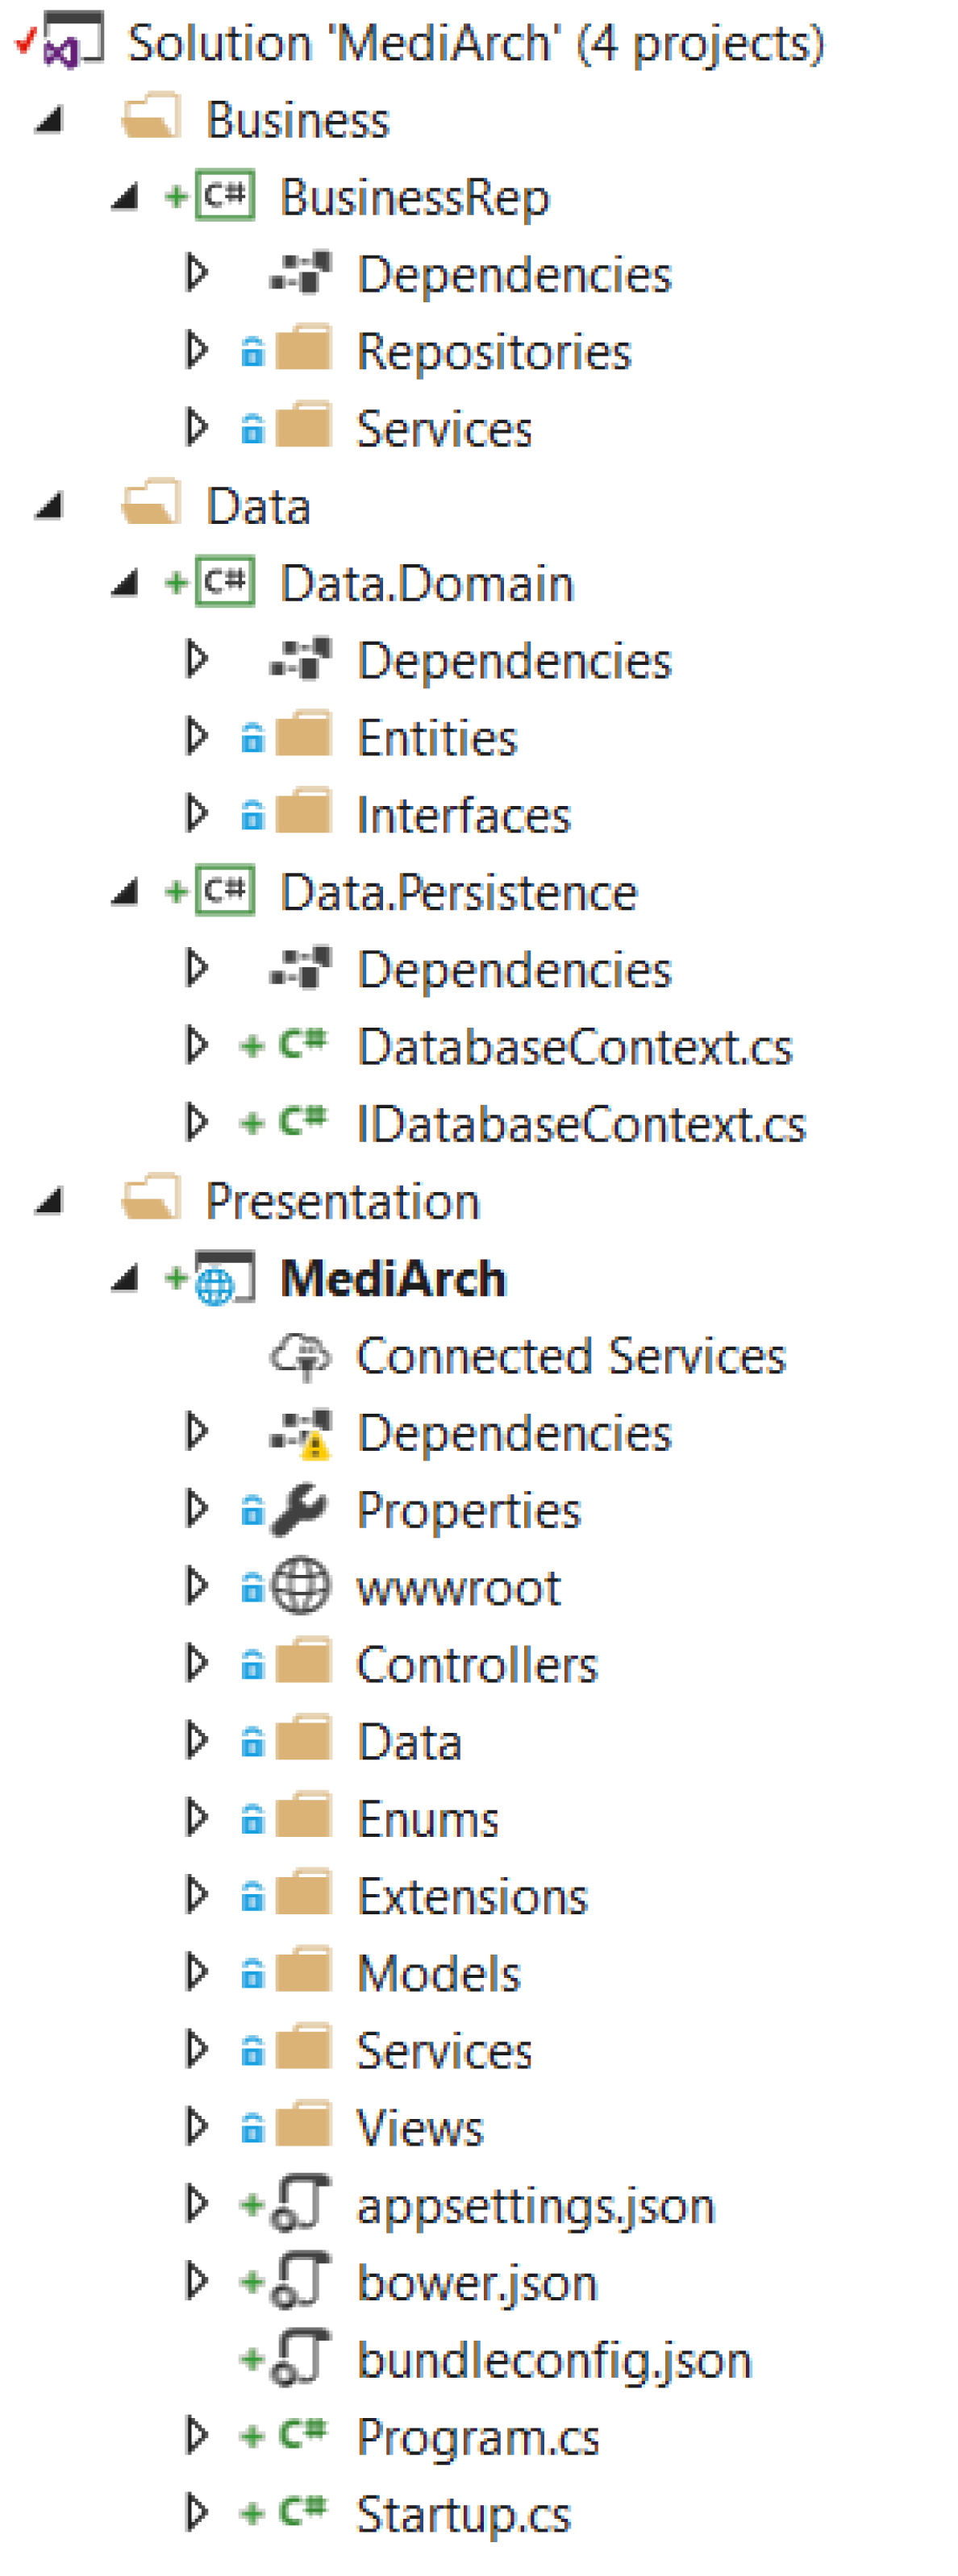 Solution 'MediArch' (4 projects)
Business
C# BusinessRep
Dependencies
Repositories
Services
Data
C# Data.Domain
Dependencies
Entities
Interfaces
C# Data.Persistence
Dependencies
C# DatabaseContext.cs
C# IDatabaseContext.cs
Presentation
MediArch
Connected Services
Dependencies
Properties
wwwroot
Controllers
Data
Enums
Extensions
Models
Services
Views
appsettings.json
bower.json
bundleconfig.json
C# Program.cs
C# Startup.cs